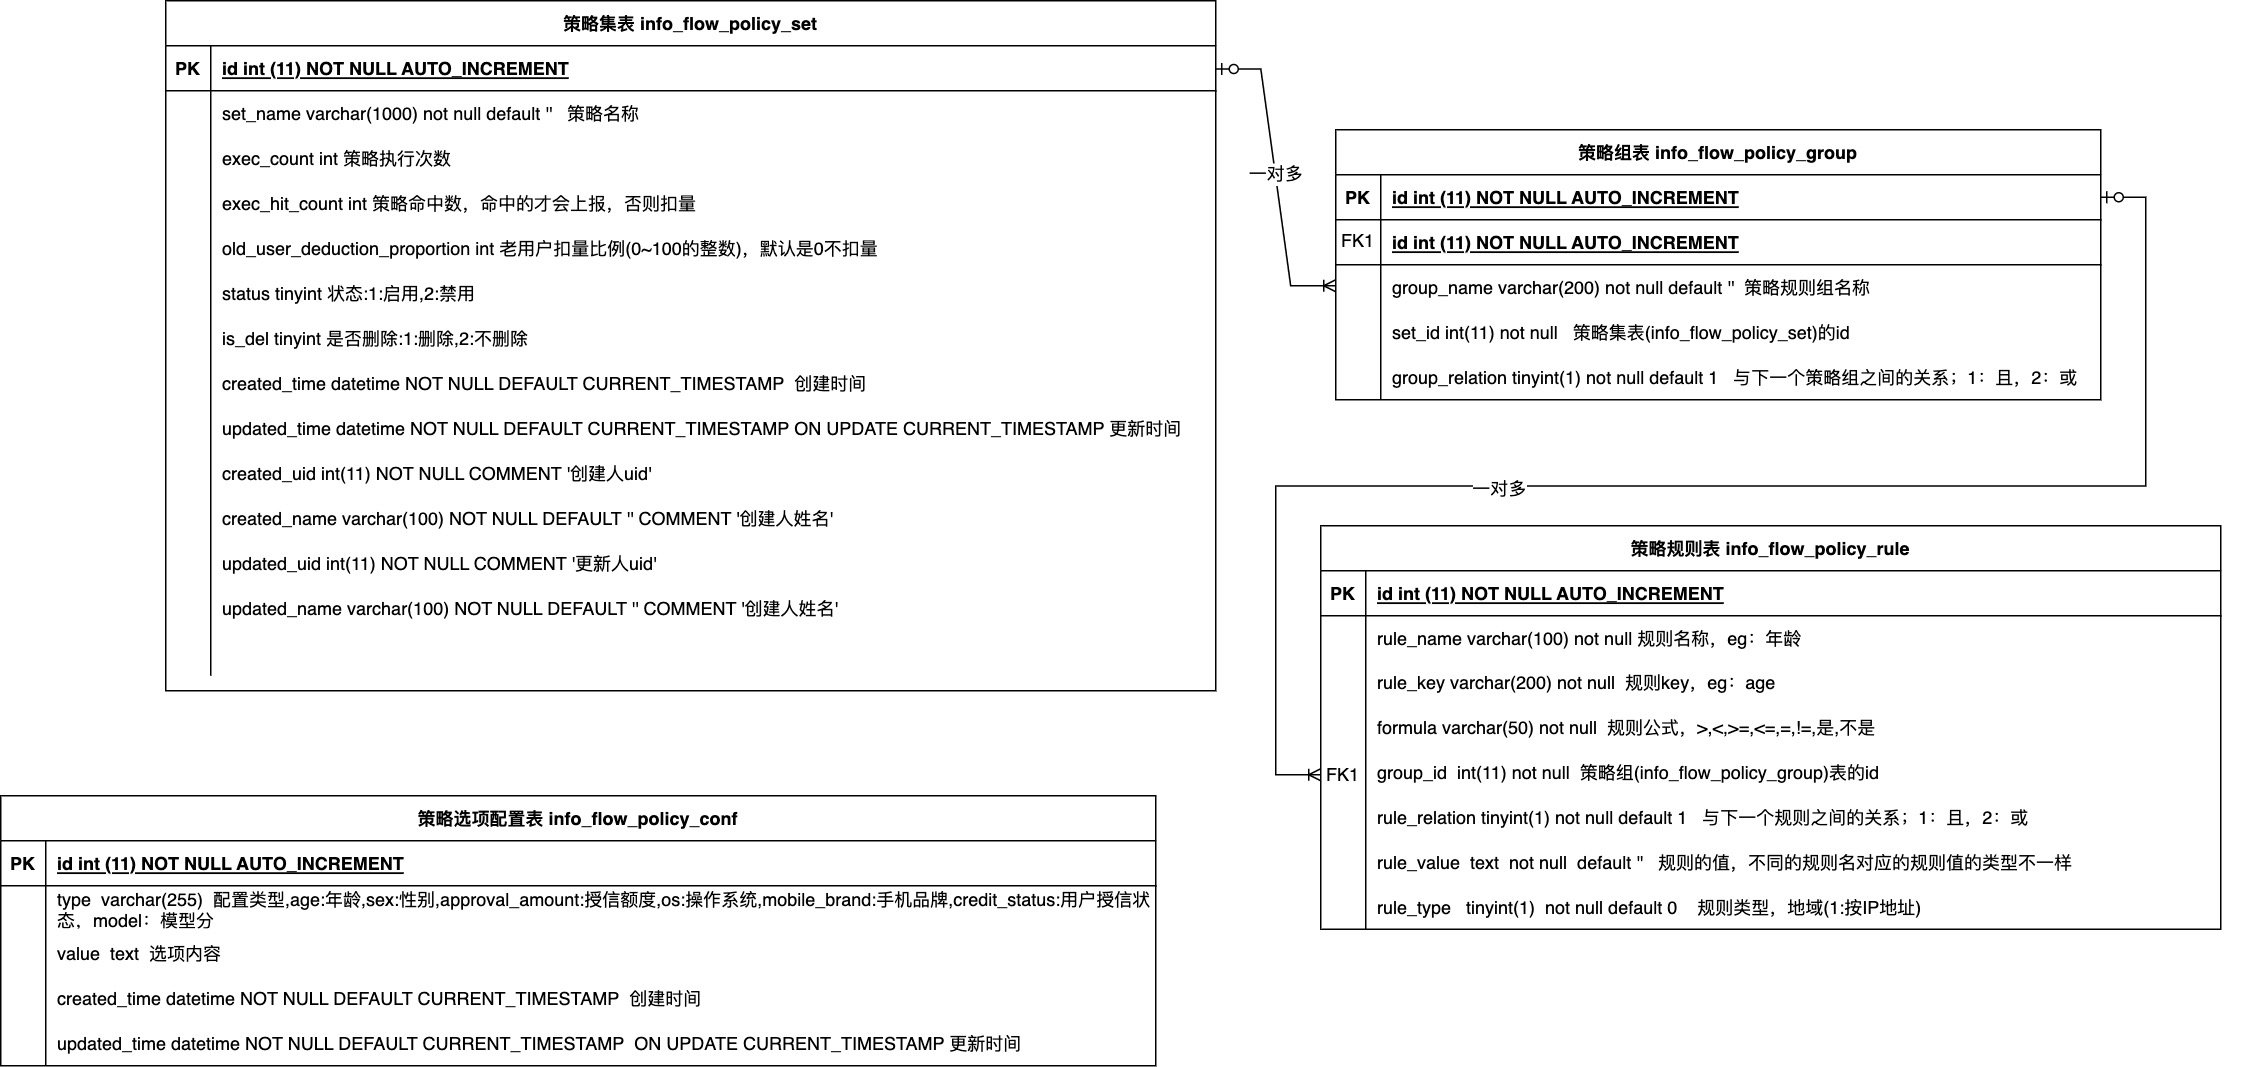 策略集表 info_flow_policy_set
PK id int (11) NOT NULL AUTO_INCREMENT
set_name varchar(1000) not null default '' 策略名称
exec_count int 策略执行次数
exec_hit_count int 策略命中数，命中的才会上报，否则扣量
old_user_deduction_proportion int 老用户扣量比例(0~100的整数)，默认是0不扣量
status tinyint 状态:1:启用,2:禁用
is_del tinyint 是否删除:1:删除,2:不删除
created_time datetime NOT NULL DEFAULT CURRENT_TIMESTAMP 创建时间
updated_time datetime NOT NULL DEFAULT CURRENT_TIMESTAMP ON UPDATE CURRENT_TIMESTAMP 更新时间
created_uid int(11) NOT NULL COMMENT '创建人uid'
created_name varchar(100) NOT NULL DEFAULT '' COMMENT '创建人姓名'
updated_uid int(11) NOT NULL COMMENT '更新人uid'
updated_name varchar(100) NOT NULL DEFAULT '' COMMENT '创建人姓名'
一对多
策略组表 info_flow_policy_group
PK id int (11) NOT NULL AUTO_INCREMENT
FK1 id int (11) NOT NULL AUTO_INCREMENT
group_name varchar(200) not null default '' 策略规则组名称
set_id int(11) not null 策略集表(info_flow_policy_set)的id
group_relation tinyint(1) not null default 1 与下一个策略组之间的关系；1：且，2：或
一对多
策略规则表 info_flow_policy_rule
PK id int (11) NOT NULL AUTO_INCREMENT
rule_name varchar(100) not null 规则名称，eg：年龄
rule_key varchar(200) not null 规则key，eg：age
formula varchar(50) not null 规则公式，>,<,>=,<=,=,!=,是,不是
FK1 group_id int(11) not null 策略组(info_flow_policy_group)表的id
rule_relation tinyint(1) not null default 1 与下一个规则之间的关系；1：且，2：或
rule_value text not null default '' 规则的值，不同的规则名对应的规则值的类型不一样
rule_type tinyint(1) not null default 0 规则类型，地域(1:按IP地址)
策略选项配置表 info_flow_policy_conf
PK id int (11) NOT NULL AUTO_INCREMENT
type varchar(255) 配置类型,age:年龄,sex:性别,approval_amount:授信额度,os:操作系统,mobile_brand:手机品牌,credit_status:用户授信状
态，model：模型分
value text 选项内容
created_time datetime NOT NULL DEFAULT CURRENT_TIMESTAMP 创建时间
updated_time datetime NOT NULL DEFAULT CURRENT_TIMESTAMP ON UPDATE CURRENT_TIMESTAMP 更新时间